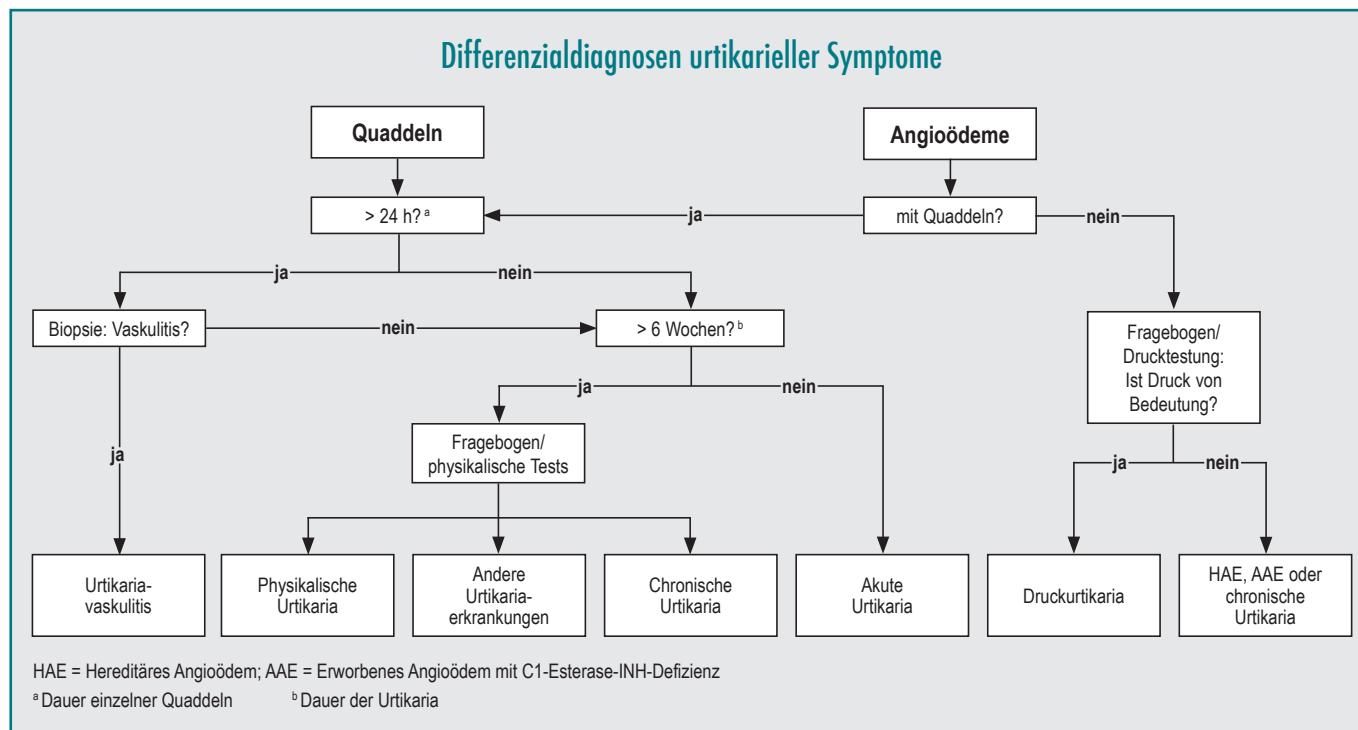 Differenzialdiagnosen urtikarieller Symptome
Quaddeln
Angioödeme
> 24 h? a
ja
mit Quaddeln?
nein
ja
nein
Biopsie: Vaskulitis?
nein
> 6 Wochen? b
Fragebogen/
Drucktestung:
Ist Druck von
Bedeutung?
ja
nein
ja
Fragebogen/
physikalische Tests
ja
nein
Urtikaria-
vaskulitis
Physikalische
Urtikaria
Andere
Urtikaria-
erkrankungen
Chronische
Urtikaria
Akute
Urtikaria
Druckurtikaria
HAE, AAE oder
chronische
Urtikaria
HAE = Hereditäres Angioödem; AAE = Erworbenes Angioödem mit C1-Esterase-INH-Defizienz
a Dauer einzelner Quaddeln b Dauer der Urtikaria